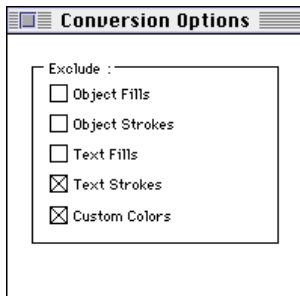 Conversion Options
Exclude :
Object Fills
Object Strokes
Text Fills
Text Strokes
Custom Colors